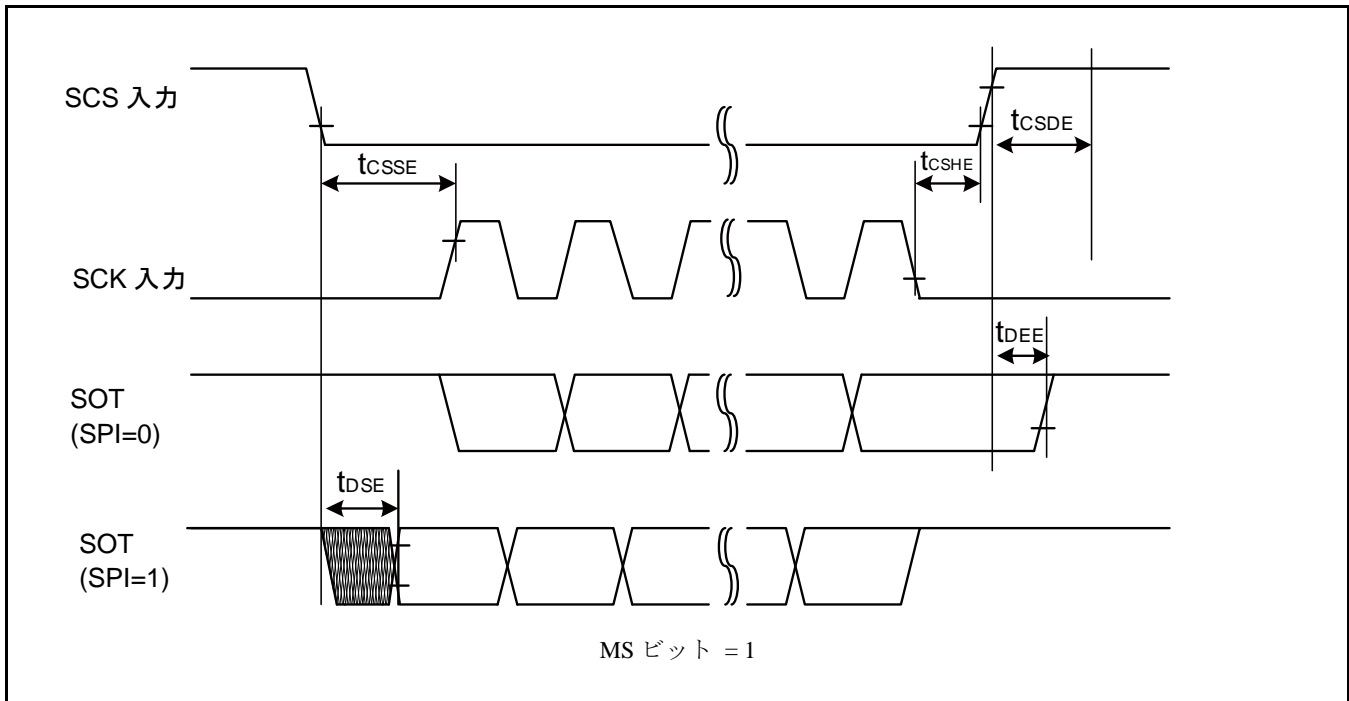 SCS 入力
tCSDE
tCSSE
tCSHE
SCK 入力
tDEE
SOT
(SPI=0)
tDSE
SOT
(SPI=1)
MS ビット = 1